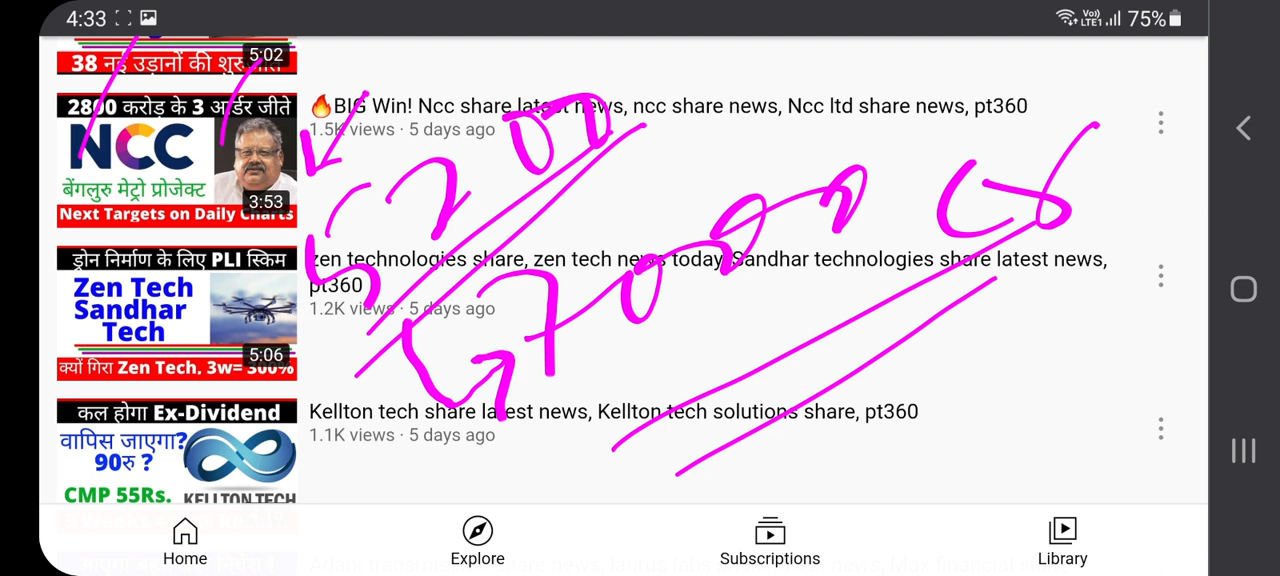 4:33
Vo)) LTE1 75%
5:02
38 नई उड़ानों की
2800 करोड़ के 3 आर्डर जीते
NCC
बेंगलुरु मेट्रो प्रोजेक्ट
3:53
Next Targets on Daily Charts
🔥BIG Win! Ncc share latest news, ncc share news, Ncc ltd share news, pt360
1.5K views · 5 days ago
ड्रोन निर्माण के लिए PLI स्किम
Zen Tech
Sandhar
Tech
5:06
क्यों गिरा Zen Tech, 3w= 300%
zen technologies share, zen tech news today, Sandhar technologies share latest news,
pt360
1.2K views · 5 days ago
कल होगा Ex-Dividend
वापिस जाएगा?
90रु ?
CMP 55Rs.
KELLTON TECH
Kellton tech share latest news, Kellton tech solutions share, pt360
1.1K views · 5 days ago
Home
Explore
Subscriptions
Library